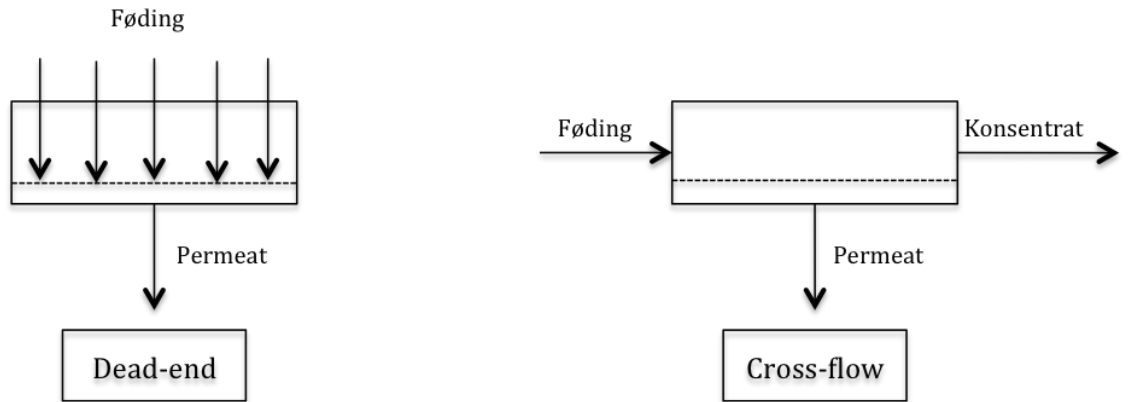 Føding
Permeat
Dead-end
Føding
Konsentrat
Permeat
Cross-flow